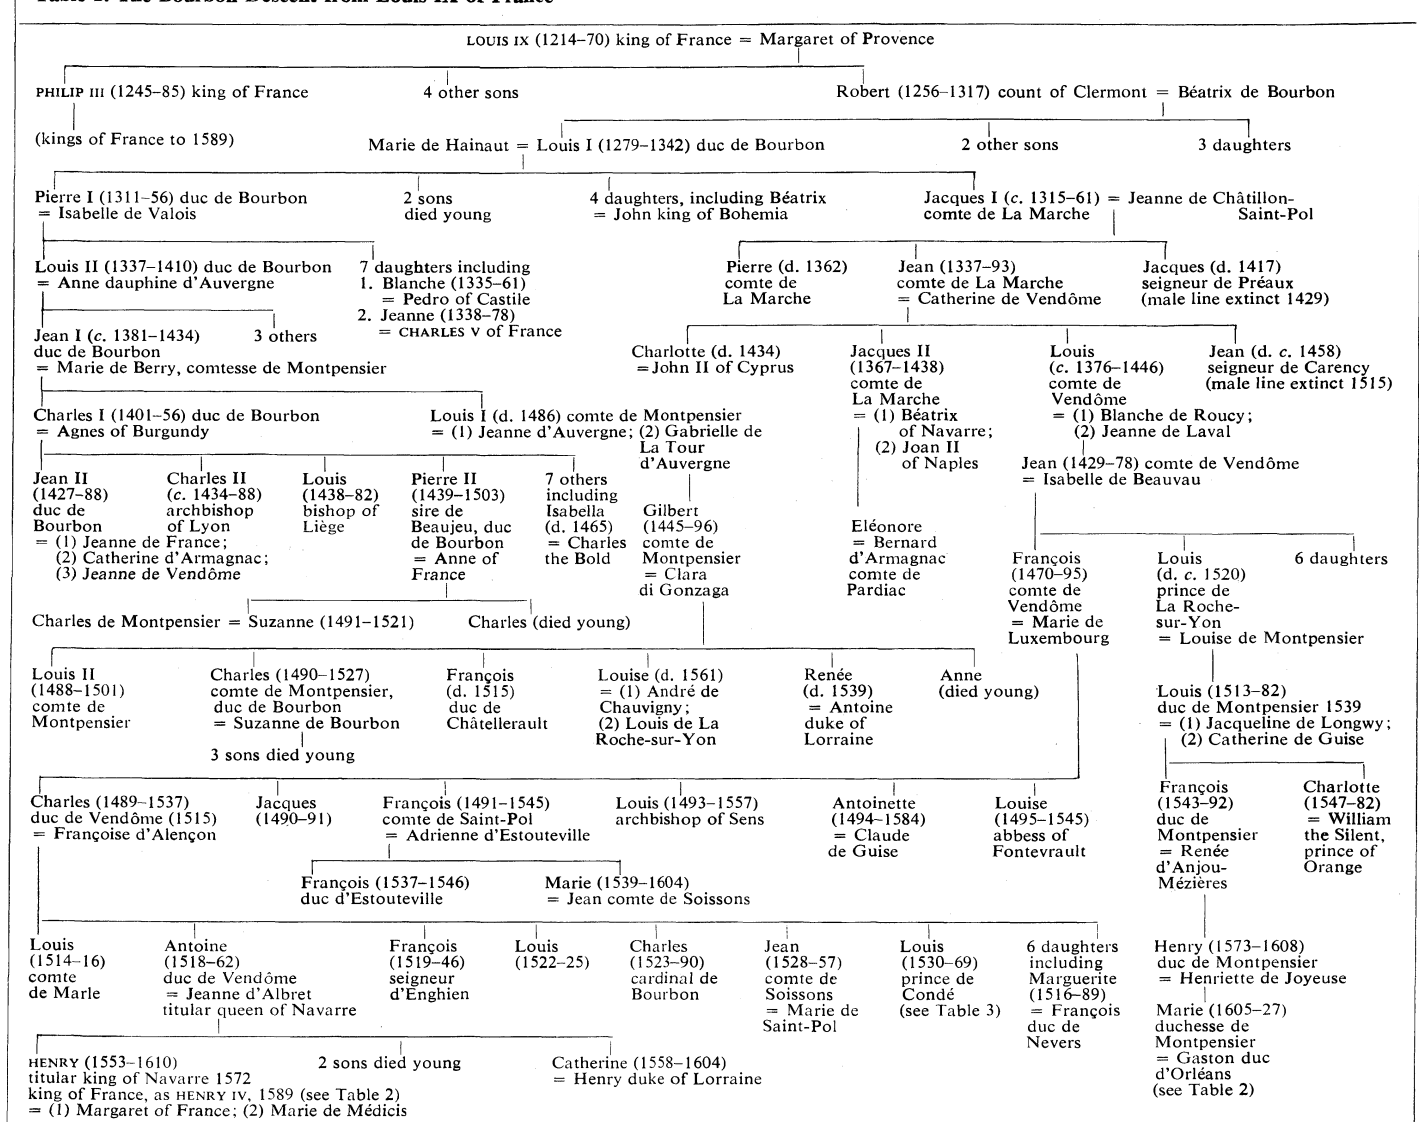 Table 1. The Bourbon Descent from Louis IX of France
LOUIS IX (1214–70) king of France = Margaret of Provence
PHILIP III (1245–85) king of France
4 other sons
Robert (1256–1317) count of Clermont = Béatrix de Bourbon
(kings of France to 1589)
Marie de Hainaut = Louis I (1279–1342) duc de Bourbon
2 other sons
3 daughters
Pierre I (1311–56) duc de Bourbon
= Isabelle de Valois
2 sons
died young
4 daughters, including Béatrix
= John king of Bohemia
Jacques I (c. 1315–61) = Jeanne de Châtillon-
comte de La Marche
Saint-Pol
Louis II (1337–1410) duc de Bourbon
= Anne dauphine d'Auvergne
7 daughters including
1. Blanche (1335–61)
= Pedro of Castile
2. Jeanne (1338–78)
= CHARLES V of France
Pierre (d. 1362)
comte de
La Marche
Jean (1337–93)
comte de La Marche
= Catherine de Vendôme
Jacques (d. 1417)
seigneur de Préaux
(male line extinct 1429)
Jean I (c. 1381–1434)
duc de Bourbon
= Marie de Berry, comtesse de Montpensier
3 others
Charlotte (d. 1434)
=John II of Cyprus
Jacques II
(1367–1438)
comte de
La Marche
= (1) Béatrix
of Navarre;
(2) Joan II
of Naples
Louis
(c. 1376–1446)
comte de
Vendôme
= (1) Blanche de Roucy;
(2) Jeanne de Laval
Jean (d. c. 1458)
seigneur de Carency
(male line extinct 1515)
Charles I (1401–56) duc de Bourbon
= Agnes of Burgundy
Louis I (d. 1486) comte de Montpensier
= (1) Jeanne d'Auvergne; (2) Gabrielle de
La Tour
d'Auvergne
Jean (1429–78) comte de Vendôme
= Isabelle de Beauvau
Jean II
(1427–88)
duc de
Bourbon
= (1) Jeanne de France;
(2) Catherine d'Armagnac;
(3) Jeanne de Vendôme
Charles II
(c. 1434–88)
archbishop
of Lyon
Louis
(1438–82)
bishop of
Liège
Pierre II
(1439–1503)
sire de
Beaujeu, duc
de Bourbon
= Anne of
France
7 others
including
Isabella
(d. 1465)
= Charles
the Bold
Gilbert
(1445–96)
comte de
Montpensier
= Clara
di Gonzaga
Eléonore
= Bernard
d'Armagnac
comte de
Pardiac
François
(1470–95)
comte de
Vendôme
= Marie de
Luxembourg
Louis
(d. c. 1520)
prince de
La Roche-
sur-Yon
= Louise de Montpensier
6 daughters
Charles de Montpensier = Suzanne (1491–1521)
Charles (died young)
Louis II
(1488–1501)
comte de
Montpensier
Charles (1490–1527)
comte de Montpensier,
duc de Bourbon
= Suzanne de Bourbon
3 sons died young
François
(d. 1515)
duc de
Châtellerault
Louise (d. 1561)
= (1) André de
Chauvigny;
(2) Louis de La
Roche-sur-Yon
Renée
(d. 1539)
= Antoine
duke of
Lorraine
Anne
(died young)
Louis (1513–82)
duc de Montpensier 1539
= (1) Jacqueline de Longwy;
(2) Catherine de Guise
Charles (1489–1537)
duc de Vendôme (1515)
= Françoise d'Alençon
Jacques
(1490–91)
François (1491–1545)
comte de Saint-Pol
= Adrienne d'Estouteville
Louis (1493–1557)
archbishop of Sens
Antoinette
(1494–1584)
= Claude
de Guise
Louise
(1495–1545)
abbess of
Fontevrault
François
(1543–92)
duc de
Montpensier
= Renée
d'Anjou-
Mézières
Charlotte
(1547–82)
= William
the Silent,
prince of
Orange
François (1537–1546)
duc d'Estouteville
Marie (1539–1604)
= Jean comte de Soissons
Louis
(1514–16)
comte
de Marle
Antoine
(1518–62)
duc de Vendôme
= Jeanne d'Albret
titular queen of Navarre
François
(1519–46)
seigneur
d'Enghien
Louis
(1522–25)
Charles
(1523–90)
cardinal de
Bourbon
Jean
(1528–57)
comte de
Soissons
= Marie de
Saint-Pol
Louis
(1530–69)
prince de
Condé
(see Table 3)
6 daughters
including
Marguerite
(1516–89)
= François
duc de
Nevers
Henry (1573–1608)
duc de Montpensier
= Henriette de Joyeuse
Marie (1605–27)
duchesse de
Montpensier
= Gaston duc
d'Orléans
(see Table 2)
HENRY (1553–1610)
titular king of Navarre 1572
king of France, as HENRY IV, 1589 (see Table 2)
= (1) Margaret of France; (2) Marie de Médicis
2 sons died young
Catherine (1558–1604)
= Henry duke of Lorraine